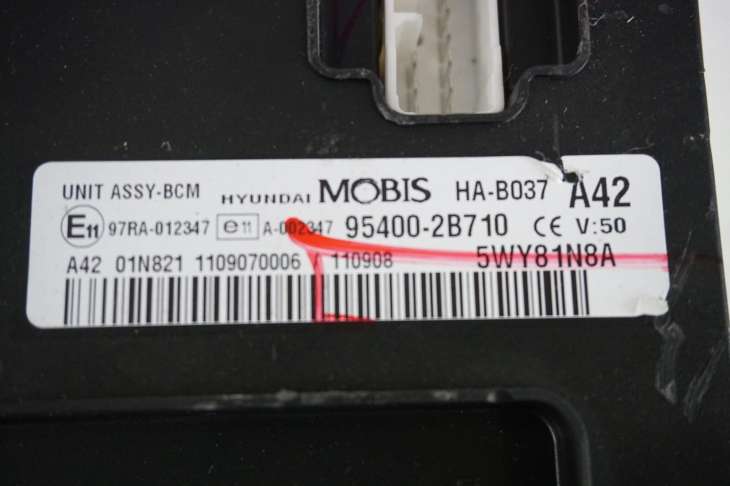 UNIT ASSY-BCM HYUNDAI MOBIS HA-B037 A42
E11 97RA-012347 e11 A-002347 95400-2B710 CE V:50
A42 01N821 1109070006 / 110908 5WY81N8A